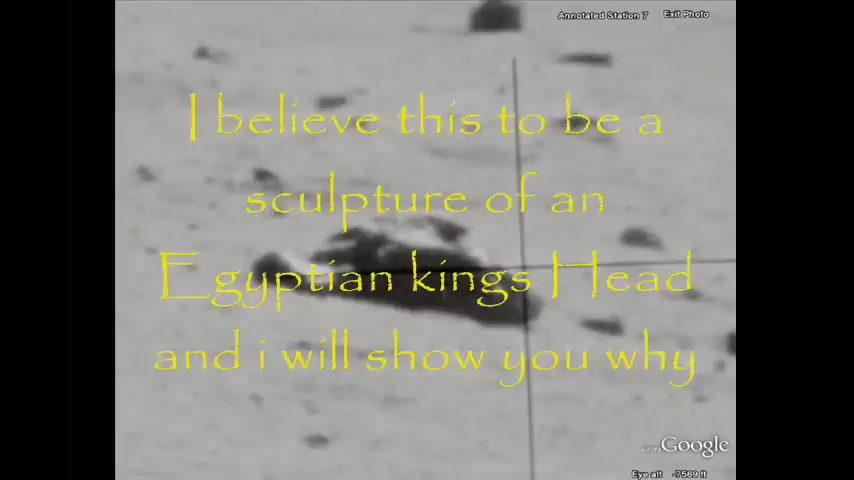 Annotated Station 7 Exit Photo
I believe this to be a
sculpture of an
Egyptian kings Head
and i will show you why
Google
Eye alt -7569 ft